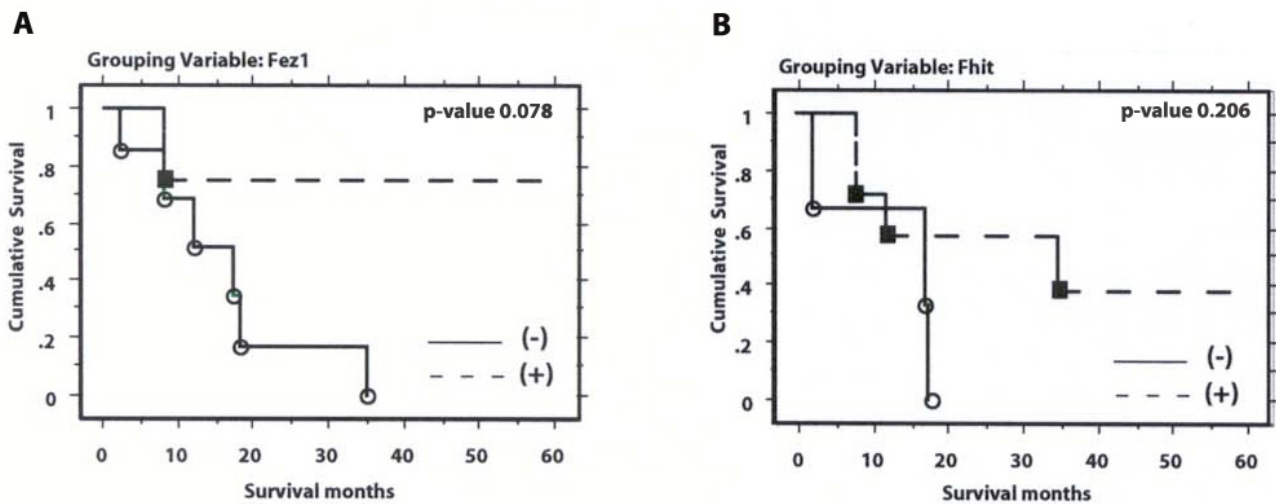 A
Grouping Variable: Fez1
p-value 0.078
Cumulative Survival
1
.8
.6
.4
.2
0
(-)
(+)
0 10 20 30 40 50 60
Survival months
B
Grouping Variable: Fhit
p-value 0.206
Cumulative Survival
1
.8
.6
.4
.2
0
(-)
(+)
0 10 20 30 40 50 60
Survival months